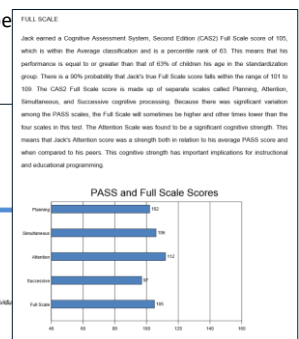 FULL SCALE
Jack earned a Cognitive Assessment System, Second Edition (CAS2) Full Scale score of 105,
which is within the Average classification and is a percentile rank of 63. This means that his
performance is equal to or greater than that of 63% of children his age in the standardization
group. There is a 90% probability that Jack's true Full Scale score falls within the range of 101 to
109. The CAS2 Full Scale score is made up of separate scales called Planning, Attention,
Simultaneous, and Successive cognitive processing. Because there was significant variation
among the PASS scales, the Full Scale will sometimes be higher and other times lower than the
four scales in this test. The Attention Scale was found to be a significant cognitive strength. This
means that Jack's Attention score was a strength both in relation to his average PASS score and
when compared to his peers. This cognitive strength has important implications for instructional
and educational programming.
PASS and Full Scale Scores
Planning 102
Simultaneous 106
Attention 112
Successive 97
Full Scale 105
40 60 80 100 120 140 160